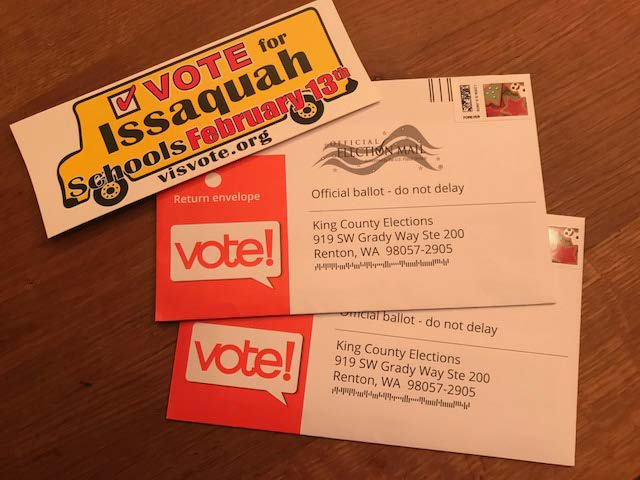 VOTE for
Issaquah
Schools February 13th
visvote.org
FOREVER
OFFICIAL
ELECTION MAIL
Return envelope
Official ballot - do not delay
vote!
King County Elections
919 SW Grady Way Ste 200
Renton, WA 98057-2905
Official ballot - do not delay
vote!
King County Elections
919 SW Grady Way Ste 200
Renton, WA 98057-2905